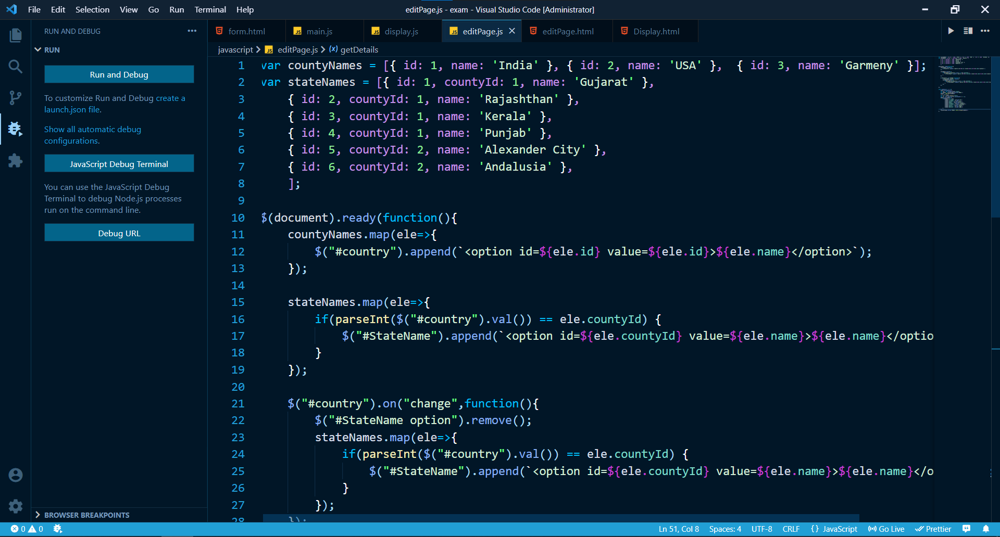 File Edit Selection View Go Run Terminal Help
editPage.js - exam - Visual Studio Code [Administrator]
RUN AND DEBUG
RUN
Run and Debug
To customize Run and Debug create a
launch.json file.
Show all automatic debug
configurations.
JavaScript Debug Terminal
You can use the JavaScript Debug
Terminal to debug Node.js processes
run on the command line.
Debug URL
BROWSER BREAKPOINTS
form.html JS main.js JS display.js JS editPage.js editPage.html Display.html
javascript > JS editPage.js > (x) getDetails
1 var countyNames = [{ id: 1, name: 'India' }, { id: 2, name: 'USA' },  { id: 3, name: 'Garmeny' }];
2 var stateNames = [{ id: 1, countyId: 1, name: 'Gujarat' },
3     { id: 2, countyId: 1, name: 'Rajashthan' },
4     { id: 3, countyId: 1, name: 'Kerala' },
5     { id: 4, countyId: 1, name: 'Punjab' },
6     { id: 5, countyId: 2, name: 'Alexander City' },
7     { id: 6, countyId: 2, name: 'Andalusia' },
8     ];
9
10 $(document).ready(function(){
11     countyNames.map(ele=>{
12         $("#country").append(`<option id=${ele.id} value=${ele.id}>${ele.name}</option>`);
13     });
14
15     stateNames.map(ele=>{
16         if(parseInt($("#country").val()) == ele.countyId) {
17             $("#StateName").append(`<option id=${ele.countyId} value=${ele.name}>${ele.name}</optio
18         }
19     });
20
21     $("#country").on("change",function(){
22         $("#StateName option").remove();
23         stateNames.map(ele=>{
24             if(parseInt($("#country").val()) == ele.countyId) {
25                 $("#StateName").append(`<option id=${ele.countyId} value=${ele.name}>${ele.name}</o
26             }
27         });
28     });
0 0 Ln 51, Col 8 Spaces: 4 UTF-8 CRLF {} JavaScript Go Live Prettier